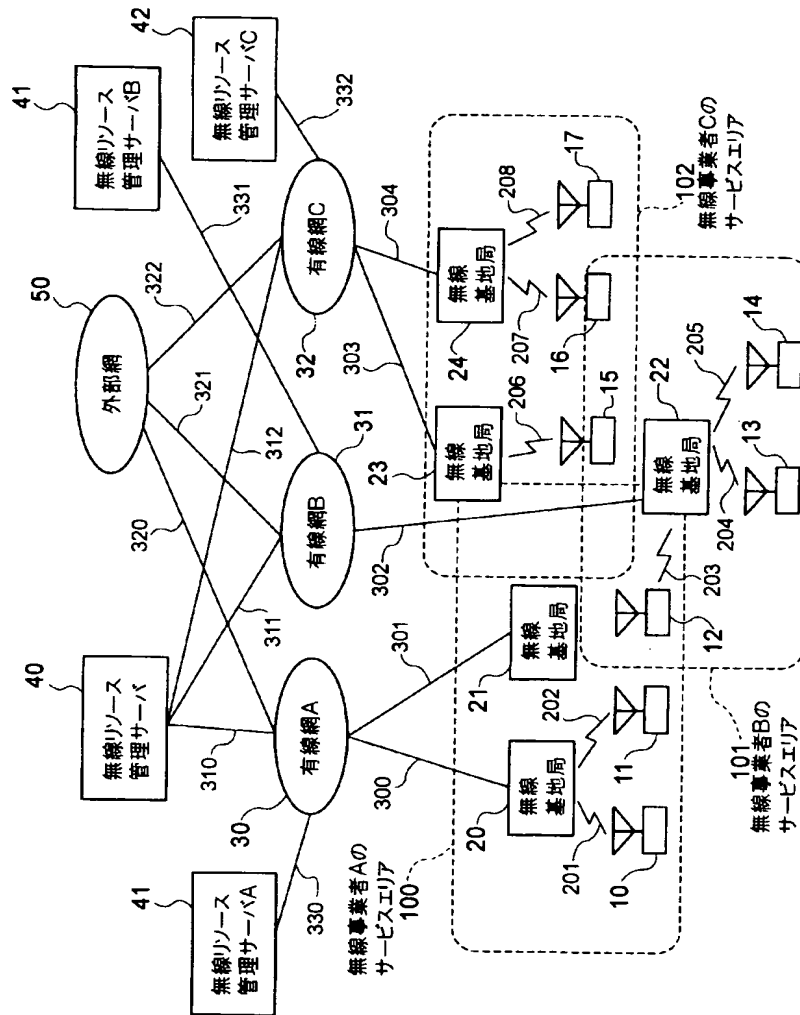 42
41
無線リソース
管理サーバC
無線リソース
管理サーバB
332
50
外部網
331
322
有線網C
304
40
無線リソース
管理サーバ
320
321
312
32
303
31
有線網B
311
310
302
有線網A
301
30
300
41
無線リソース
管理サーバA
330
無線事業者Aの
サービスエリア
100
無線
基地局
24
208
17
102
無線事業者Cの
サービスエリア
207
16
無線
基地局
23
206
15
無線
基地局
21
無線
基地局
22
205
14
204
13
203
12
無線
基地局
20
202
11
201
10
101
無線事業者Bの
サービスエリア